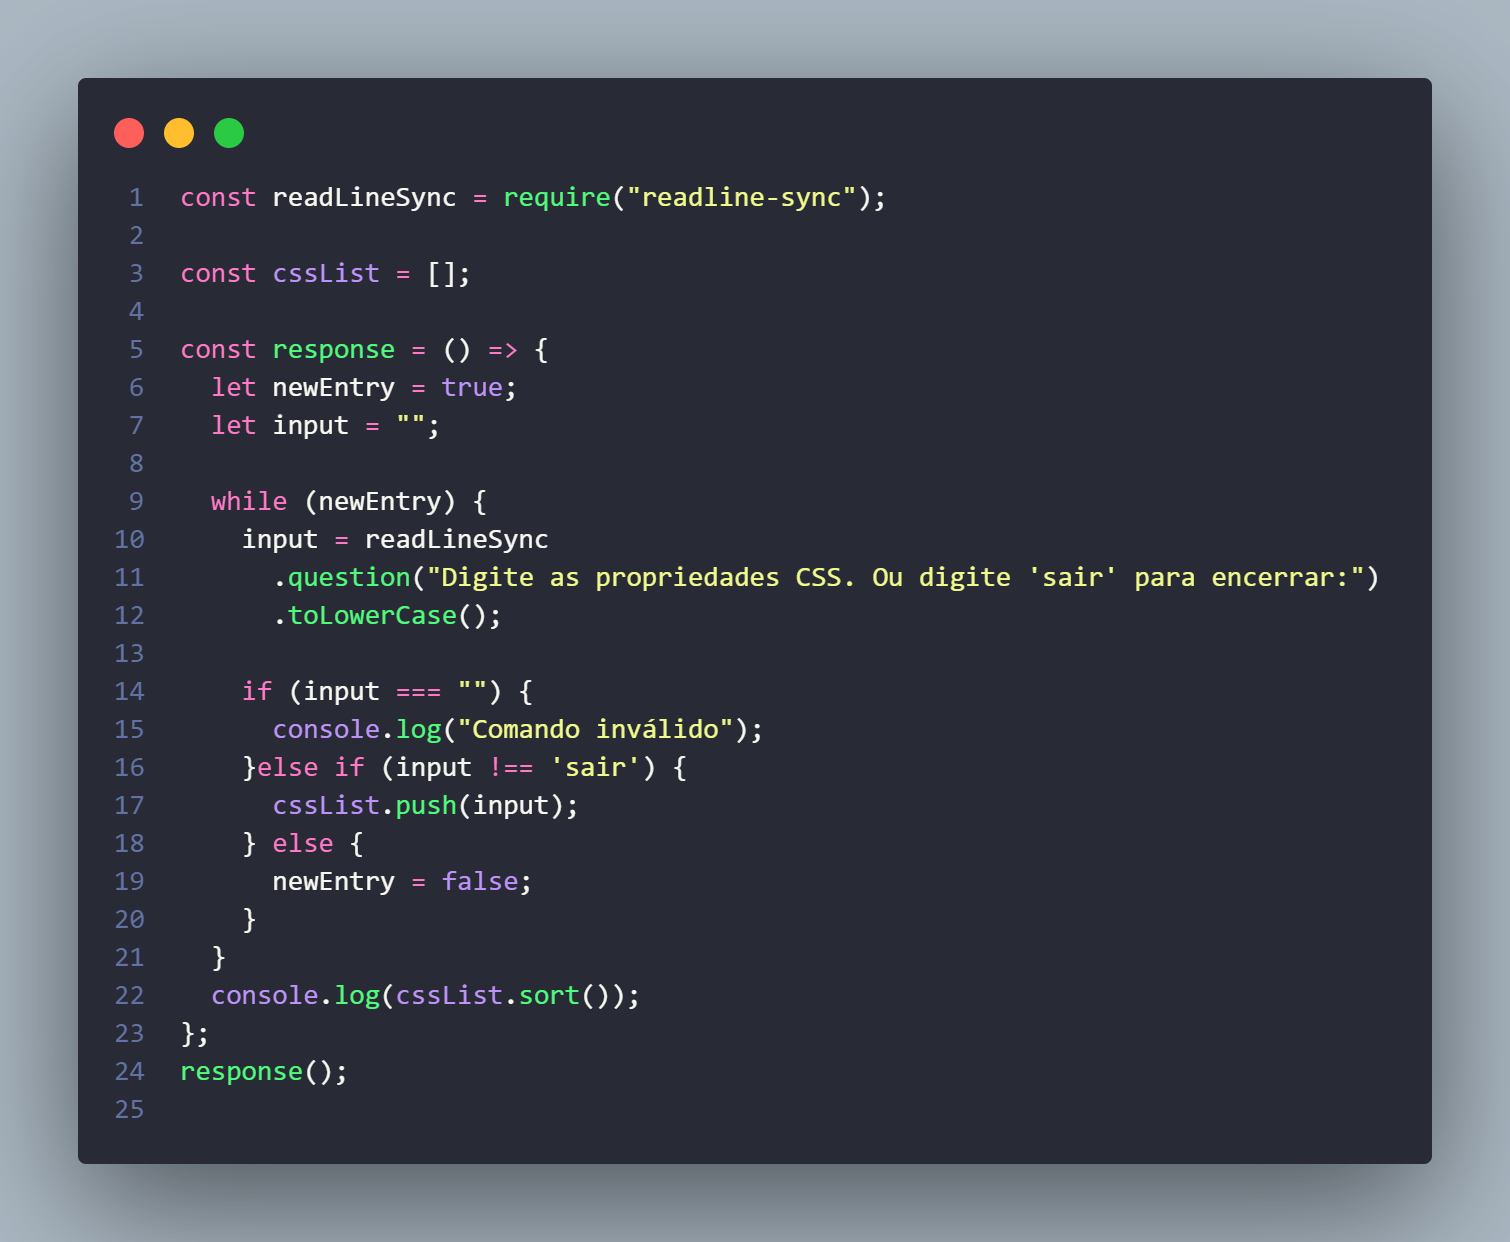 1 const readLineSync = require("readline-sync");
2
3 const cssList = [];
4
5 const response = () => {
6   let newEntry = true;
7   let input = "";
8
9   while (newEntry) {
10     input = readLineSync
11       .question("Digite as propriedades CSS. Ou digite 'sair' para encerrar:")
12       .toLowerCase();
13
14     if (input === "") {
15       console.log("Comando inválido");
16     }else if (input !== 'sair') {
17       cssList.push(input);
18     } else {
19       newEntry = false;
20     }
21   }
22   console.log(cssList.sort());
23 };
24 response();
25